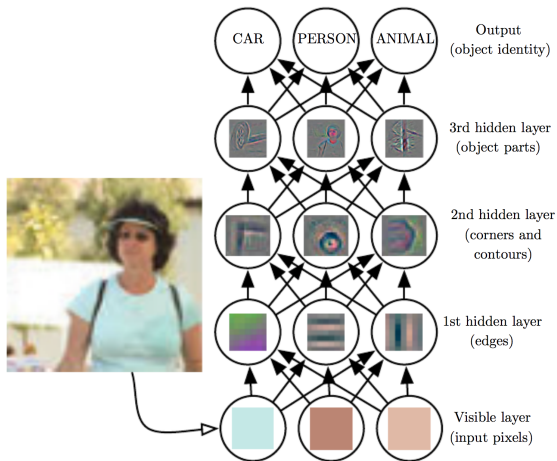 CAR
PERSON
ANIMAL
Output
(object identity)
3rd hidden layer
(object parts)
2nd hidden layer
(corners and
contours)
1st hidden layer
(edges)
Visible layer
(input pixels)